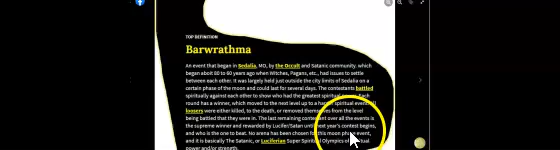 TOP DEFINITION
Barwrathma
An event that began in Sedalia, MO, by the Occult and Satanic community, which
began aboit 80 to 60 years ago when Witches, Pagans, etc., had issues to settle
between each other. It was largely held just outside the city limits of Sedalia on a
certain phase of the moon and could last for several days. The contestants battled
spiritually against each other to show who had the greatest spiritual Each
round has a winner, which moved to the next level up to a spiritual event.
loosers were either killed, to the death, or removed themselves from the level
being battled that they were in. The last remaining contestant over all the events is
the supreme winner and rewarded by Lucifer/Satan until next year's contest begins,
and who is the one to beat. No arena has been chosen for this moon phase event,
and it is basically The Satanic, or Luciferian Super Spiritual Olympics of
power and/or strength.